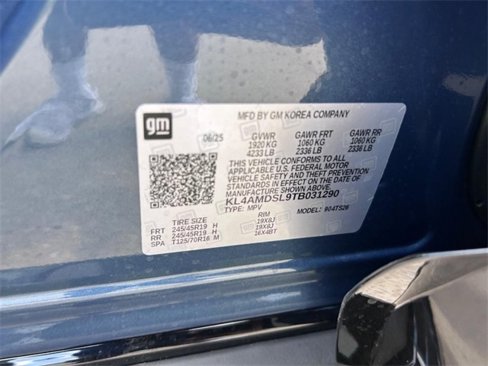 MFD BY GM KOREA COMPANY
gm 06/25 GVWR GAWR FRT GAWR RR
1920 KG 1060 KG 1060 KG
4233 LB 2336 LB 2336 LB
THIS VEHICLE CONFORMS TO ALL
APPLICABLE U.S. FEDERAL MOTOR
VEHICLE SAFETY AND THEFT
PREVENTION STANDARDS IN EFFECT
ON THE DATE OF
MANUFACTURE SHOWN ABOVE.
KL4AMDSL9TB031290
TYPE: MPV MODEL: 904TS26
TIRE SIZE RIM
FRT 245/45R19 H 19X8J
RR 245/45R19 H 19X8J
SPA T125/70R16 M 16X4BT